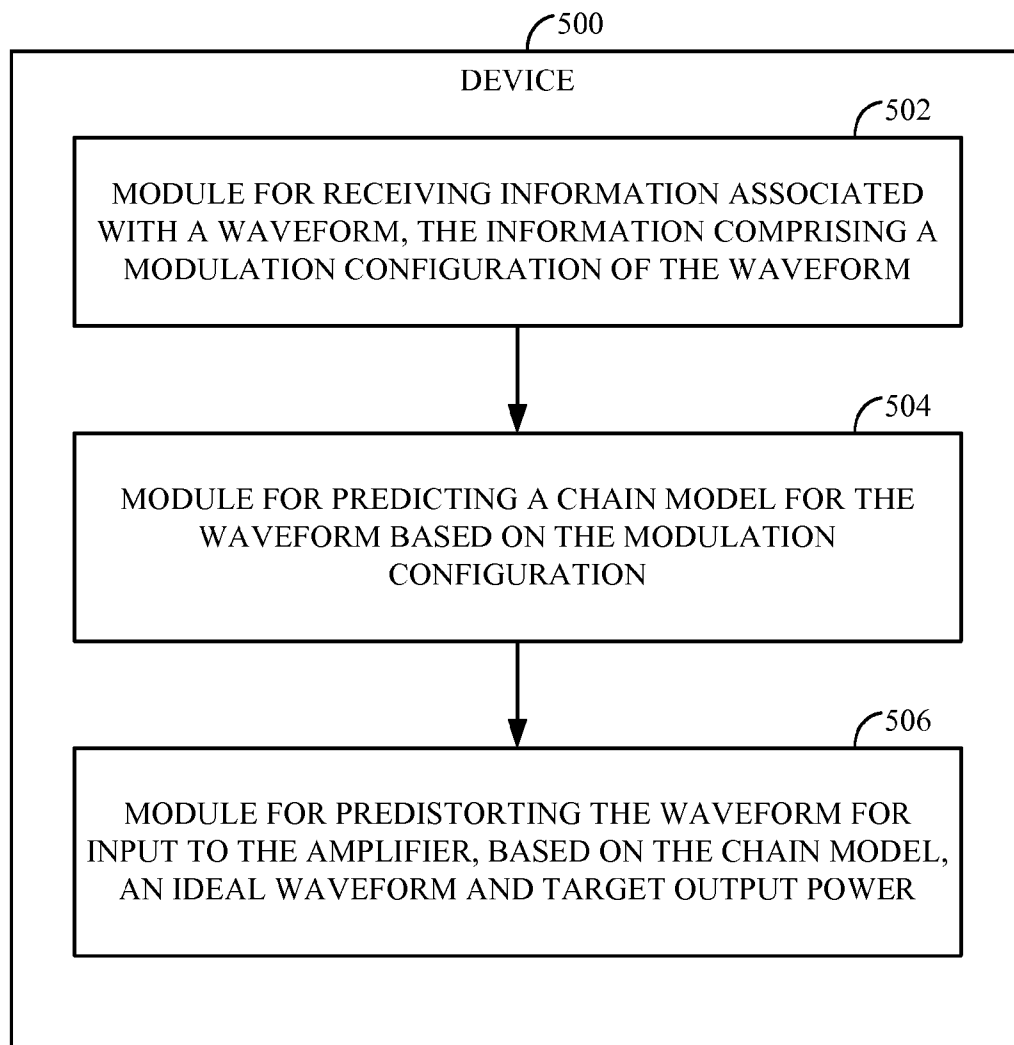 500
DEVICE
502
MODULE FOR RECEIVING INFORMATION ASSOCIATED
WITH A WAVEFORM, THE INFORMATION COMPRISING A
MODULATION CONFIGURATION OF THE WAVEFORM
504
MODULE FOR PREDICTING A CHAIN MODEL FOR THE
WAVEFORM BASED ON THE MODULATION
CONFIGURATION
506
MODULE FOR PREDISTORTING THE WAVEFORM FOR
INPUT TO THE AMPLIFIER, BASED ON THE CHAIN MODEL,
AN IDEAL WAVEFORM AND TARGET OUTPUT POWER